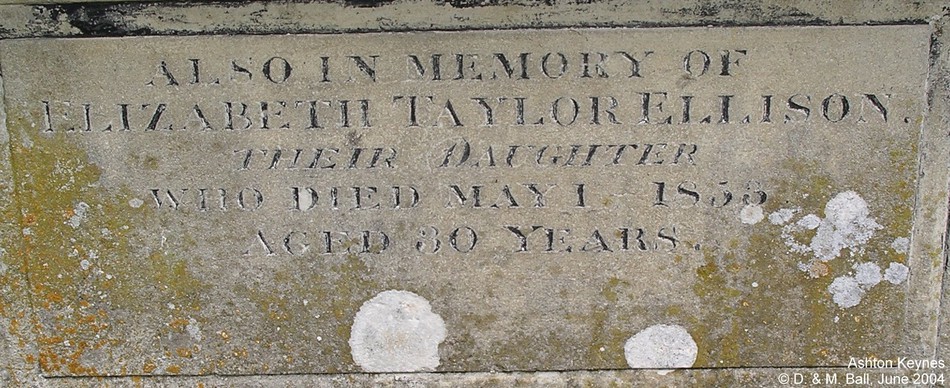 ALSO IN MEMORY OF
ELIZABETH TAYLOR ELLISON.
THEIR DAUGHTER
WHO DIED MAY 1 1858
AGED 30 YEARS.
Ashton Keynes
© D. & M. Ball, June 2004